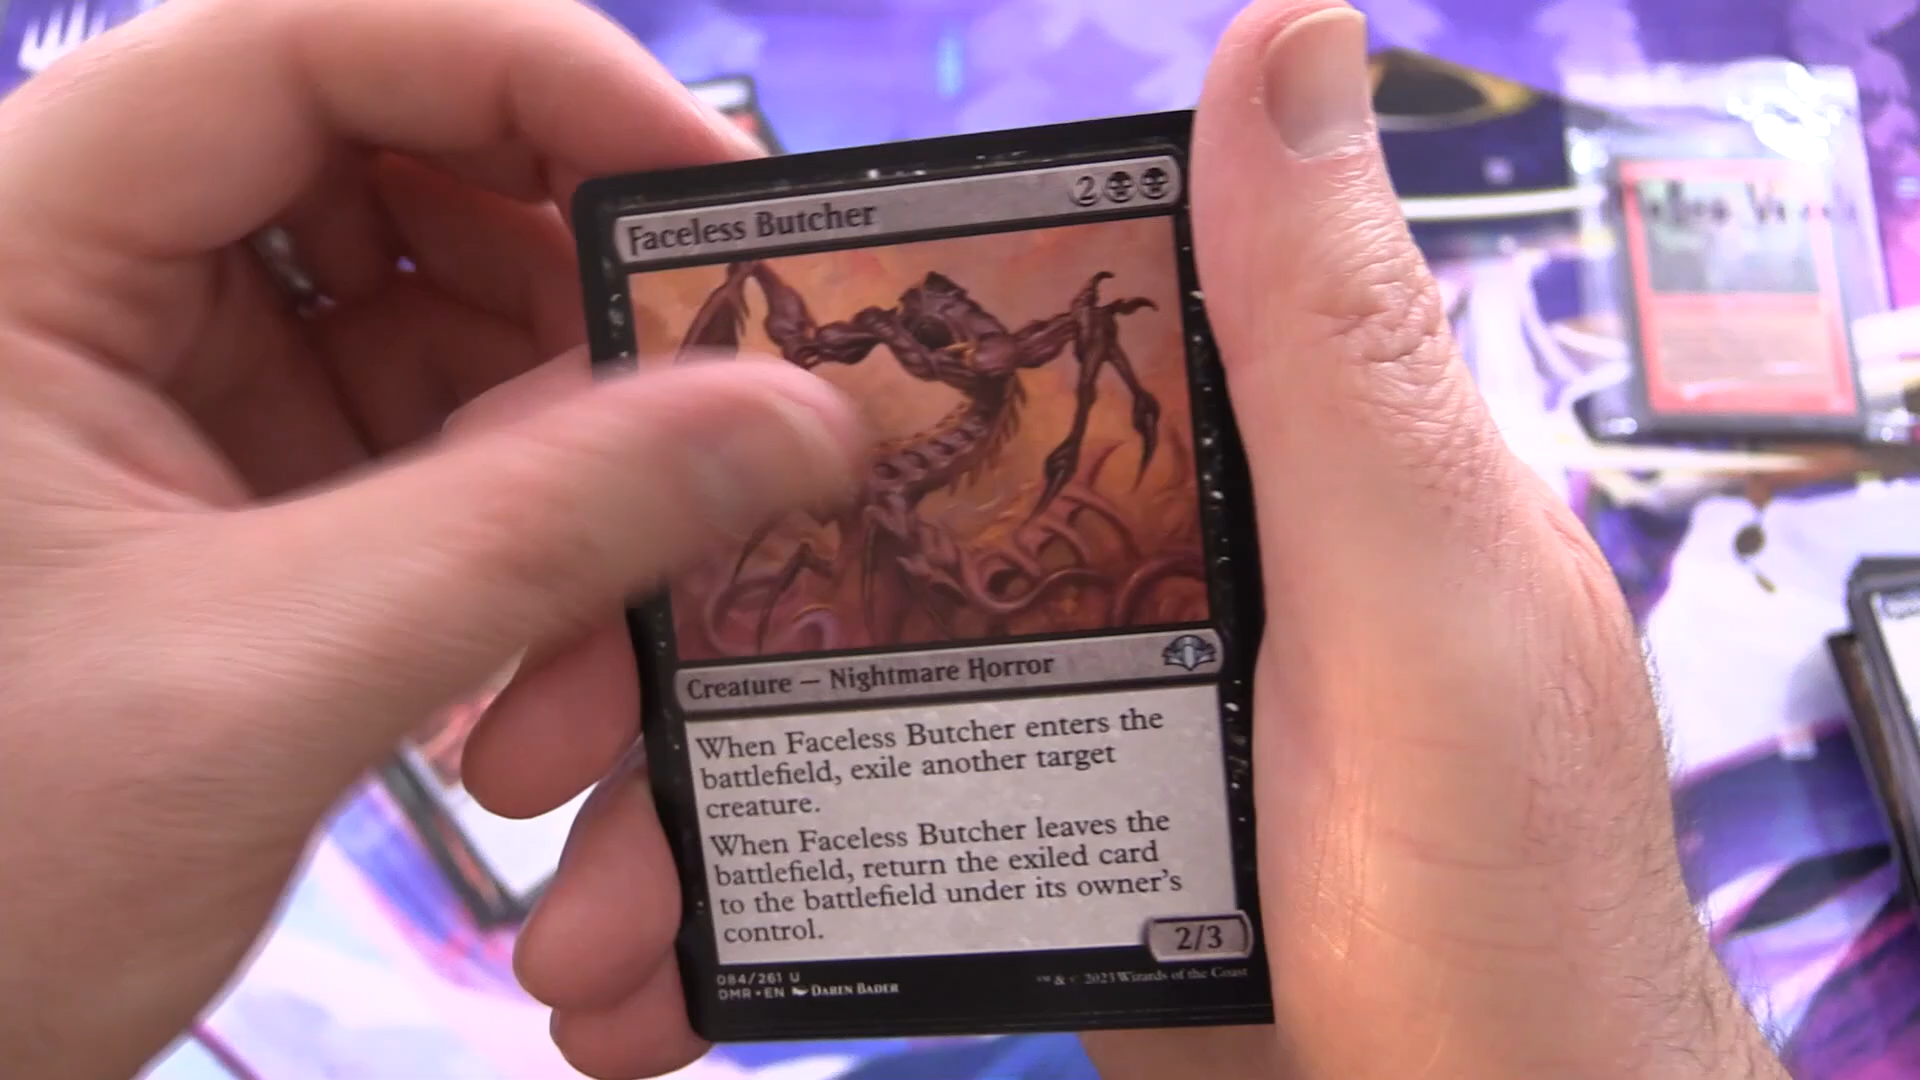 Faceless Butcher 2
Creature — Nightmare Horror
When Faceless Butcher enters the
battlefield, exile another target
creature.
When Faceless Butcher leaves the
battlefield, return the exiled card
to the battlefield under its owner's
control.
2/3
084/261 U
DMR • EN DAREN BADER
™ & © 2023 Wizards of the Coast